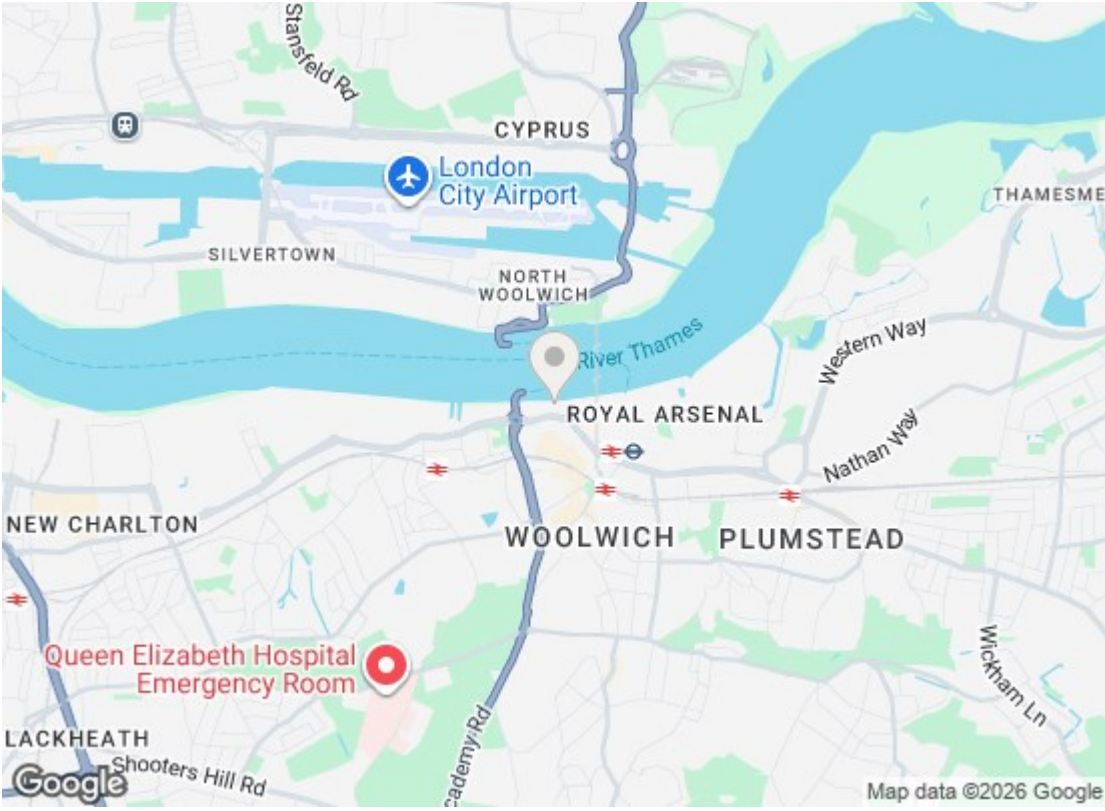 Stansfeld Rd
CYPRUS
London
City Airport
THAMESME
SILVERTOWN
NORTH
WOOLWICH
River Thames
Western Way
ROYAL ARSENAL
Nathan Way
NEW CHARLTON
WOOLWICH
PLUMSTEAD
Queen Elizabeth Hospital
Emergency Room
Wickham Ln
cademy Rd
LACKHEATH
Shooters Hill Rd
Google
Map data ©2026 Google